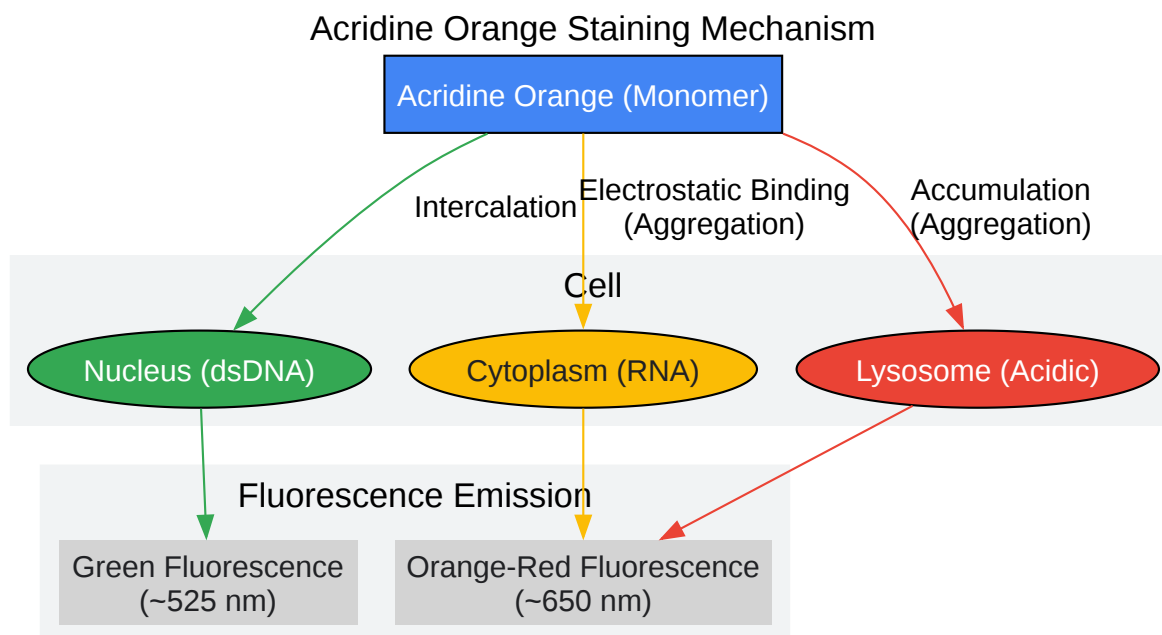 Acridine Orange Staining Mechanism
Acridine Orange (Monomer)
Intercalation
Electrostatic Binding
(Aggregation)
Accumulation
(Aggregation)
Cell
Nucleus (dsDNA)
Cytoplasm (RNA)
Lysosome (Acidic)
Fluorescence Emission
Green Fluorescence
(~525 nm)
Orange-Red Fluorescence
(~650 nm)